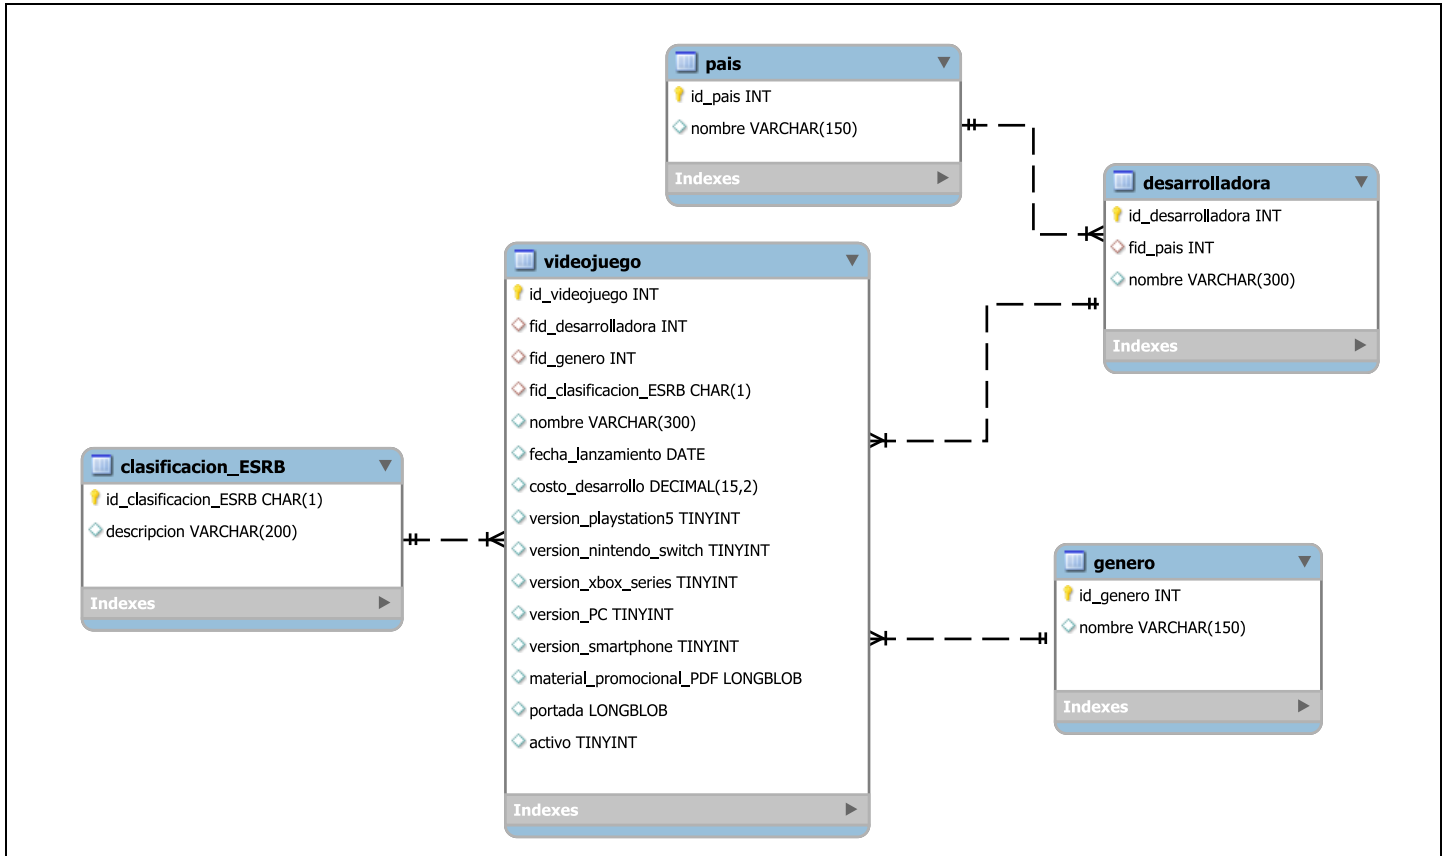 pais
id_pais INT
nombre VARCHAR(150)
Indexes
desarrolladora
id_desarrolladora INT
fid_pais INT
nombre VARCHAR(300)
Indexes
videojuego
id_videojuego INT
fid_desarrolladora INT
fid_genero INT
fid_clasificacion_ESRB CHAR(1)
nombre VARCHAR(300)
fecha_lanzamiento DATE
costo_desarrollo DECIMAL(15,2)
version_playstation5 TINYINT
version_nintendo_switch TINYINT
version_xbox_series TINYINT
version_PC TINYINT
version_smartphone TINYINT
material_promocional_PDF LONGBLOB
portada LONGBLOB
activo TINYINT
Indexes
clasificacion_ESRB
id_clasificacion_ESRB CHAR(1)
descripcion VARCHAR(200)
Indexes
genero
id_genero INT
nombre VARCHAR(150)
Indexes